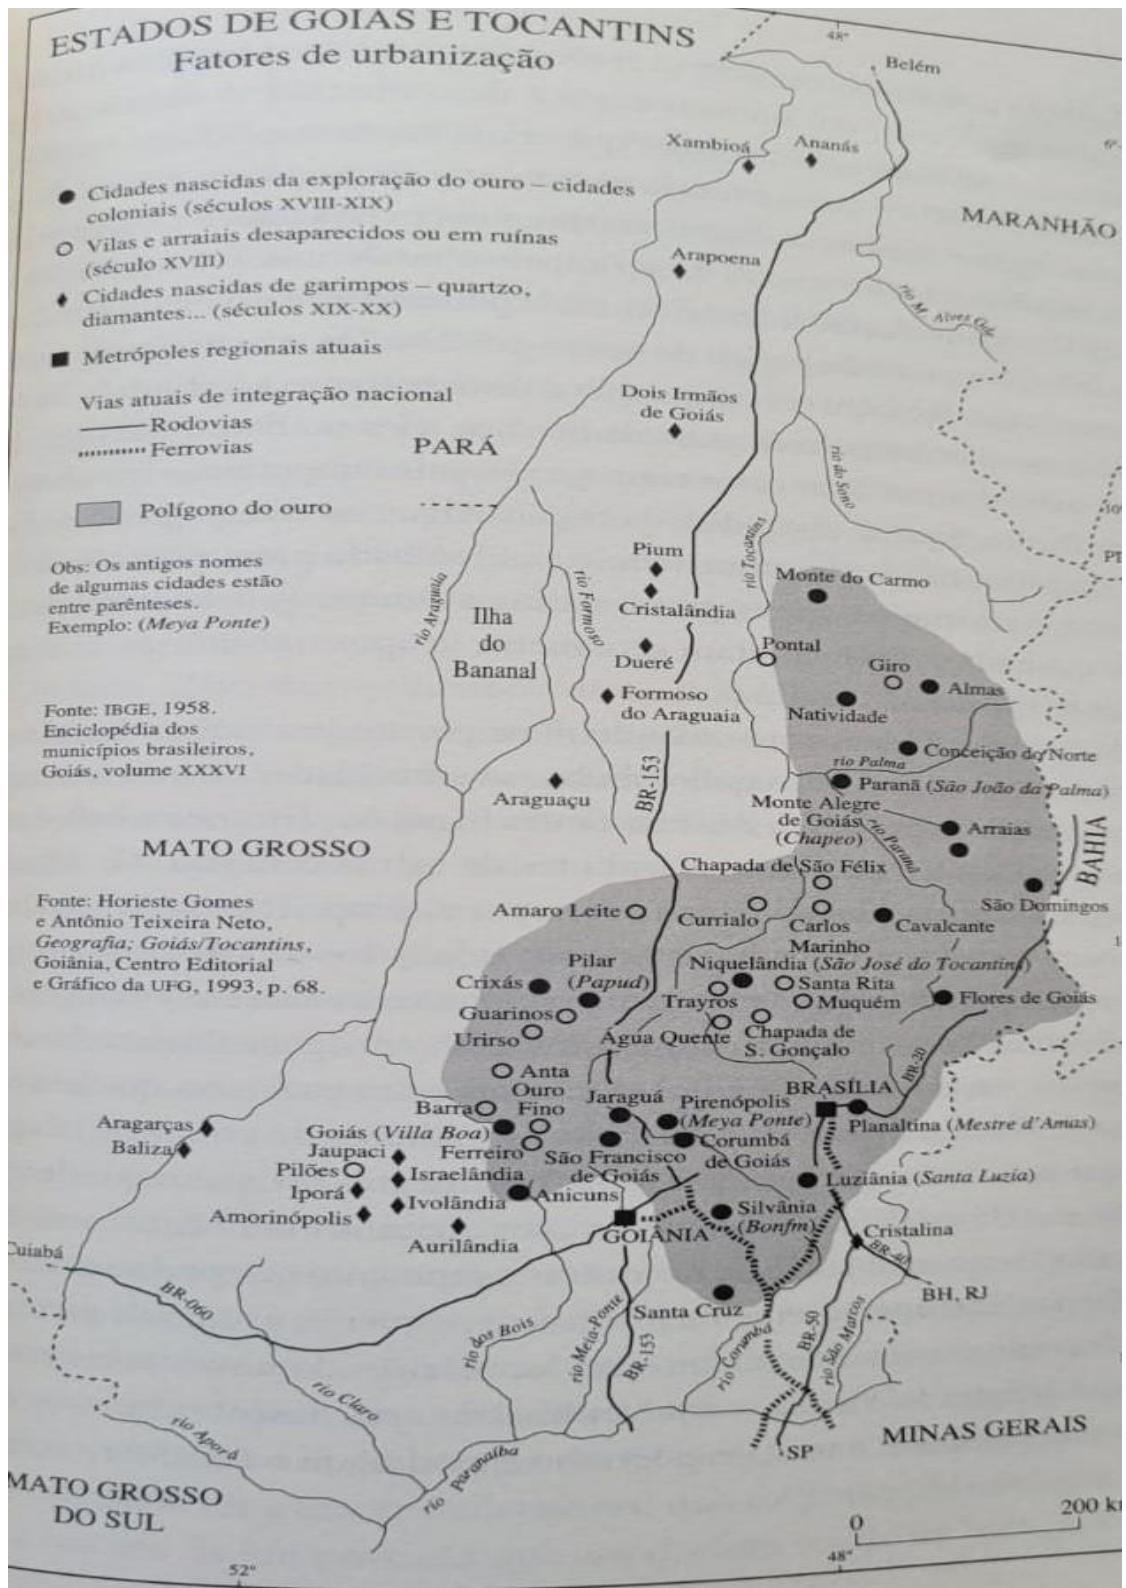 ESTADOS DE GOIÁS E TOCANTINS
Fatores de urbanização
48°
Belém
6°
Xambioá
Ananás
Cidades nascidas da exploração do ouro – cidades
coloniais (séculos XVIII-XIX)
MARANHÃO
Vilas e arraiais desaparecidos ou em ruínas
(século XVIII)
Arapoena
Cidades nascidas de garimpos – quartzo,
diamantes... (séculos XIX-XX)
rio M. Alves
Metrópoles regionais atuais
Vias atuais de integração nacional
Rodovias
Ferrovias
Dois Irmãos
de Goiás
PARÁ
rio do Sono
Polígono do ouro
10°
Pium
rio Tocantins
PI
Obs: Os antigos nomes
de algumas cidades estão
entre parênteses.
Exemplo: (Meya Ponte)
rio Araguaia
Ilha
do
Bananal
rio Formoso
Cristalândia
Monte do Carmo
Pontal
Dueré
Giro
Almas
Formoso
do Araguaia
Natividade
Fonte: IBGE, 1958.
Enciclopédia dos
municípios brasileiros,
Goiás, volume XXXVI
Conceição do Norte
rio Palma
Araguaçu
BR-153
Paranã (São João da Palma)
Monte Alegre
de Goiás
(Chapeo)
rio Paranã
Arraias
BAHIA
MATO GROSSO
Chapada de São Félix
São Domingos
Fonte: Horieste Gomes
e Antônio Teixeira Neto,
Geografia; Goiás/Tocantins,
Goiânia, Centro Editorial
e Gráfico da UFG, 1993, p. 68.
Amaro Leite
Currialo
Carlos
Marinho
Cavalcante
Pilar
(Papud)
Niquelândia (São José do Tocantins)
Crixás
Santa Rita
Trayros
Muquém
Flores de Goiás
Guarinos
Urirso
Água Quente
Chapada de
S. Gonçalo
Anta
BR-20
Ouro
Fino
Jaraguá
BRASÍLIA
Barra
Pirenópolis
(Meya Ponte)
Planaltina (Mestre d'Amas)
Aragarças
Goiás (Villa Boa)
Baliza
Jaupaci
Ferreiro
São Francisco
de Goiás
Corumbá
de Goiás
Pilões
Israelândia
Luziânia (Santa Luzia)
Iporá
Anicuns
Ivolândia
Silvânia
(Bonfm)
Amorinópolis
GOIÂNIA
Cristalina
Aurilândia
Cuiabá
BR-40
BR-060
BH, RJ
Santa Cruz
rio dos Bois
rio Meia-Ponte
BR-153
rio Corumbá
BR-50
rio São Marcos
rio Claro
rio Aporá
rio Paranaíba
MINAS GERAIS
SP
MATO GROSSO
DO SUL
0
200 k
52°
48°